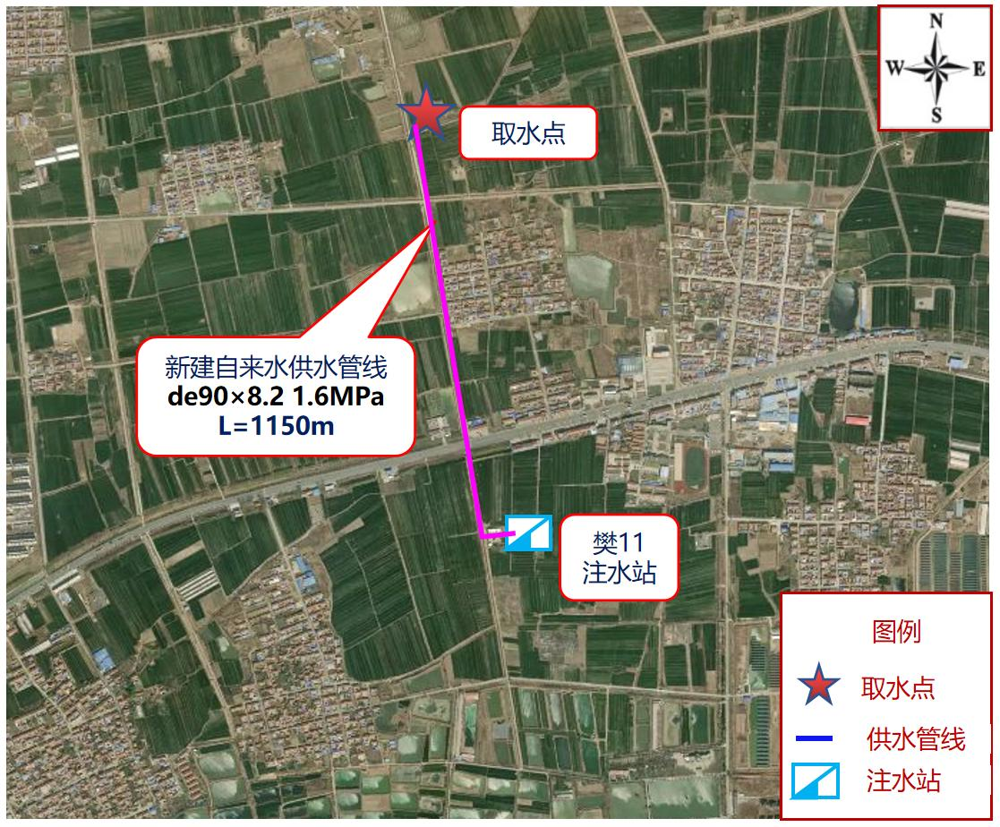 N
W E
S
取水点
新建自来水供水管线
de90×8.2 1.6MPa
L=1150m
樊11
注水站
图例
取水点
供水管线
注水站